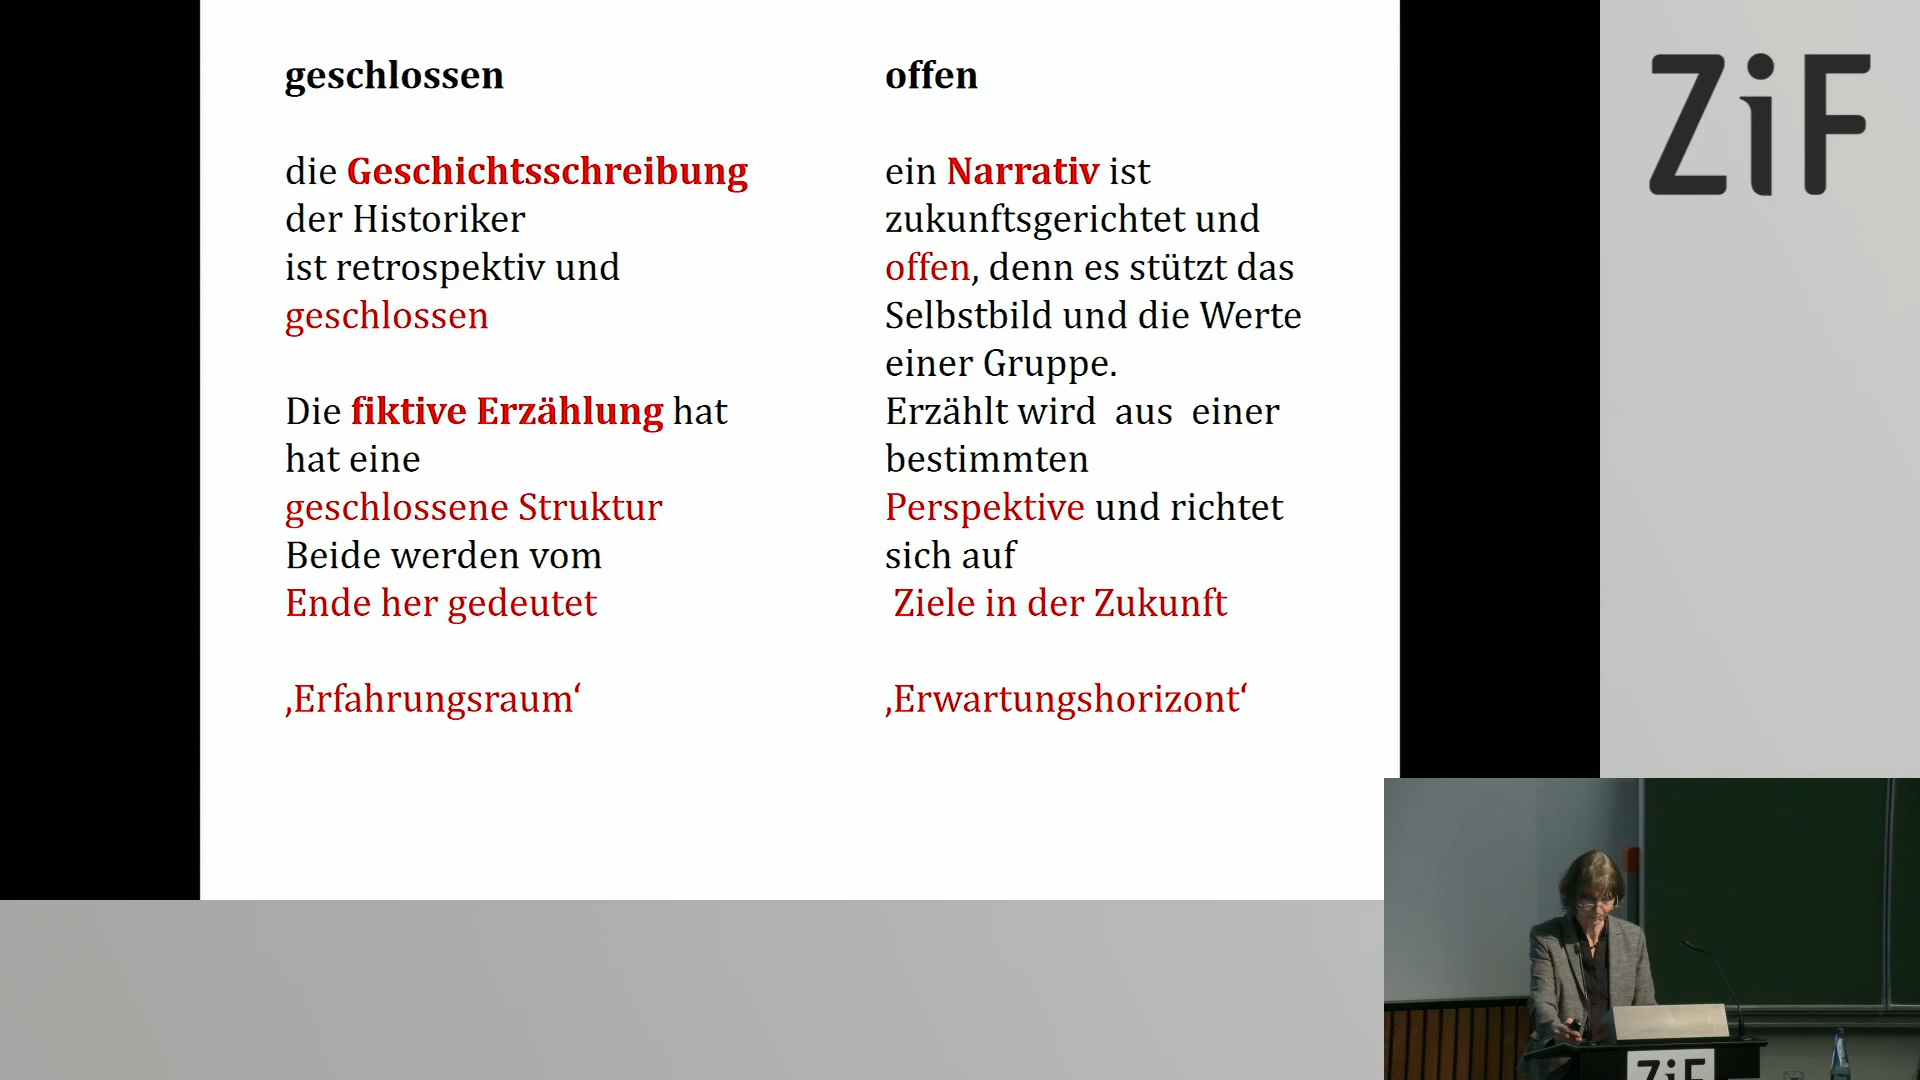 geschlossen
die Geschichtsschreibung
der Historiker
ist retrospektiv und
geschlossen
Die fiktive Erzählung hat
hat eine
geschlossene Struktur
Beide werden vom
Ende her gedeutet
‚Erfahrungsraum‘
offen
ein Narrativ ist
zukunftsgerichtet und
offen, denn es stützt das
Selbstbild und die Werte
einer Gruppe.
Erzählt wird aus einer
bestimmten
Perspektive und richtet
sich auf
Ziele in der Zukunft
‚Erwartungshorizont‘
ZiF
ZiF